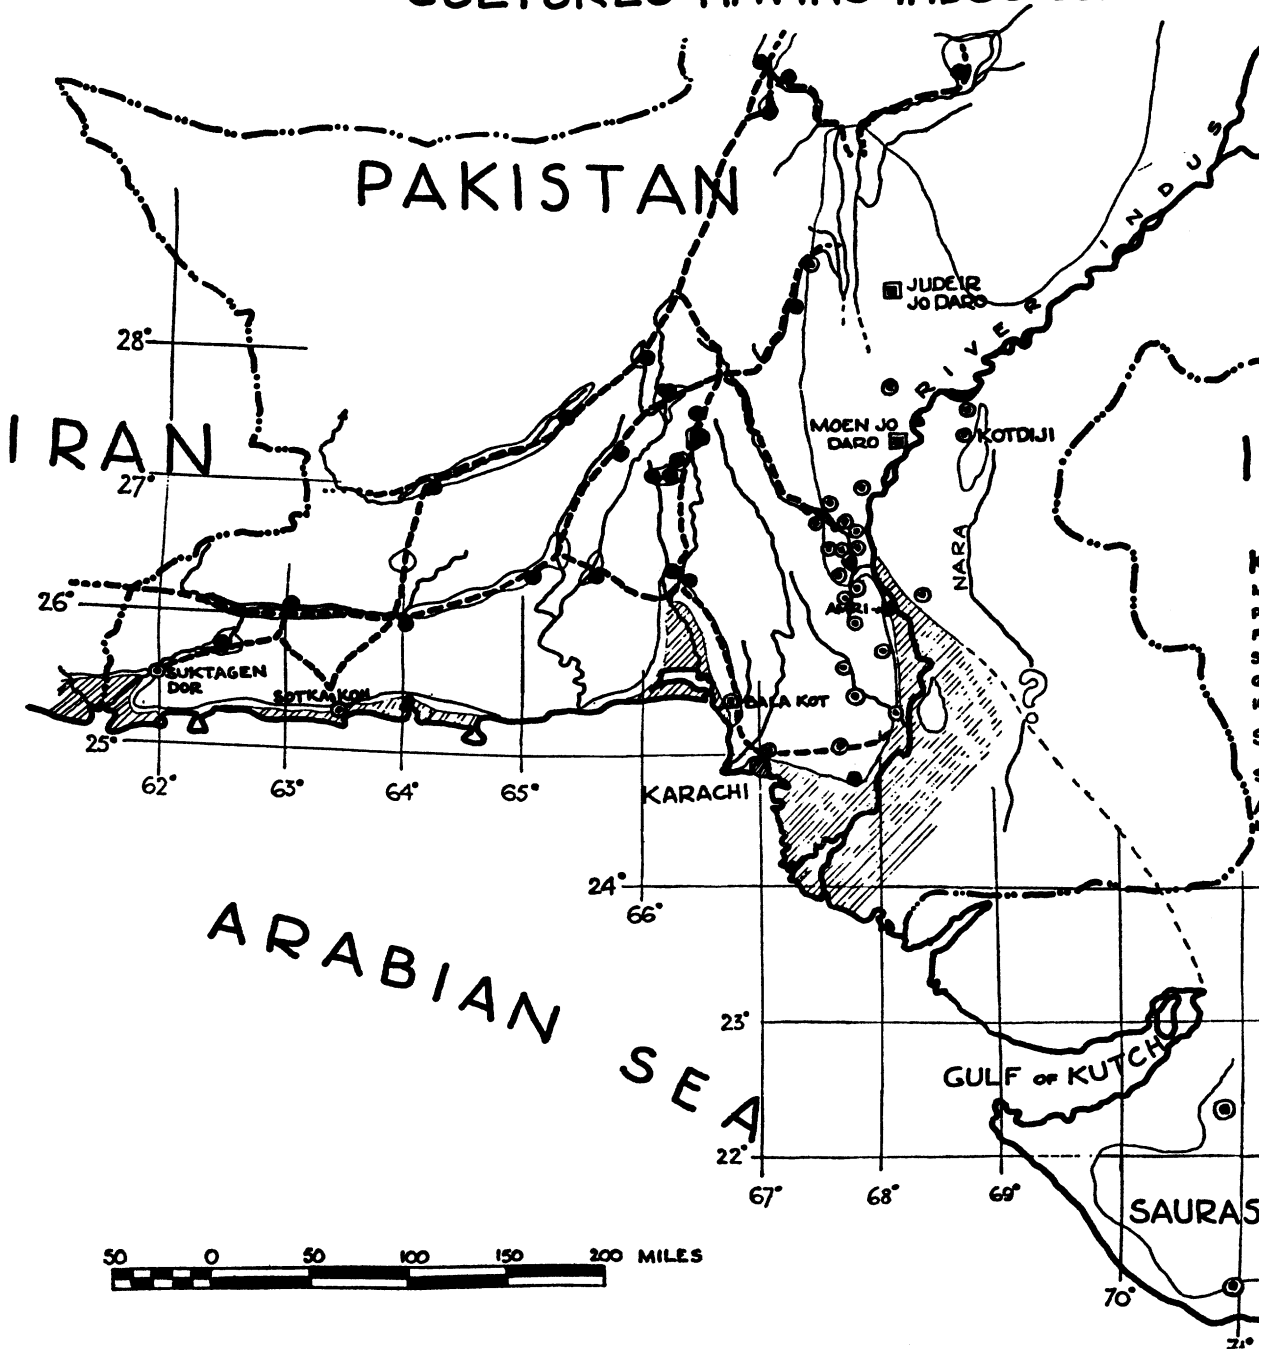 PAKISTAN
INDUS
RIVER
JUDEIR
JO DARO
28°
IRAN
MOEN JO
DARO
KOTDIJI
27°
NARA
26°
AMRI
SUKTAGEN
DOR
SOTKA KOH
BALA KOT
25°
62°
63°
64°
65°
KARACHI
24°
66°
ARABIAN SEA
23°
GULF OF KUTCH
22°
67°
68°
69°
SAURAS
50 0 50 100 150 200 MILES
70°
71°